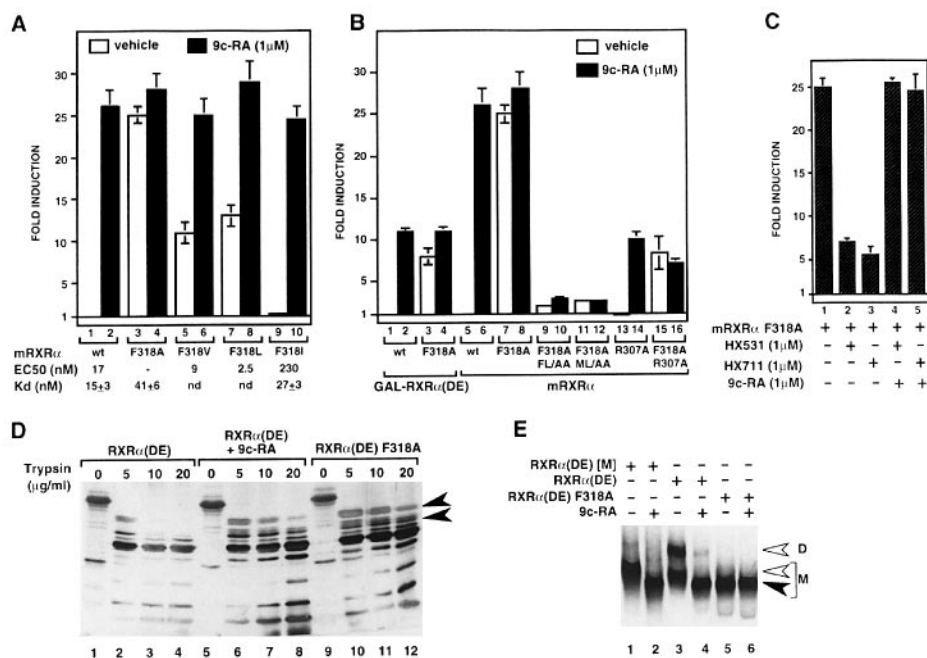 A
vehicle
9c-RA (1µM)
FOLD INDUCTION
30
25
20
15
10
5
1
1 2 3 4 5 6 7 8 9 10
mRXRα wt F318A F318V F318L F318I
EC50 (nM) 17 - 9 2.5 230
Kd (nM) 15±3 41±6 nd nd 27±3
B
vehicle
9c-RA (1µM)
FOLD INDUCTION
30
25
20
15
10
5
1
1 2 3 4 5 6 7 8 9 10 11 12 13 14 15 16
wt F318A wt F318A F318A F318A R307A F318A
FL/AA ML/AA R307A
GAL-RXRα(DE) mRXRα
C
FOLD INDUCTION
25
20
15
10
5
1
1 2 3 4 5
+ + + + + mRXRα F318A
- + - + - HX531 (1µM)
- - + - + HX711 (1µM)
- - - + + 9c-RA (1µM)
D
RXRα(DE) RXRα(DE) + 9c-RA RXRα(DE) F318A
Trypsin (µg/ml) 0 5 10 20 0 5 10 20 0 5 10 20
1 2 3 4 5 6 7 8 9 10 11 12
E
RXRα(DE) [M] + + - - - -
RXRα(DE) - - + + - -
RXRα(DE) F318A - - - - + +
9c-RA - + - + - +
D
M
1 2 3 4 5 6